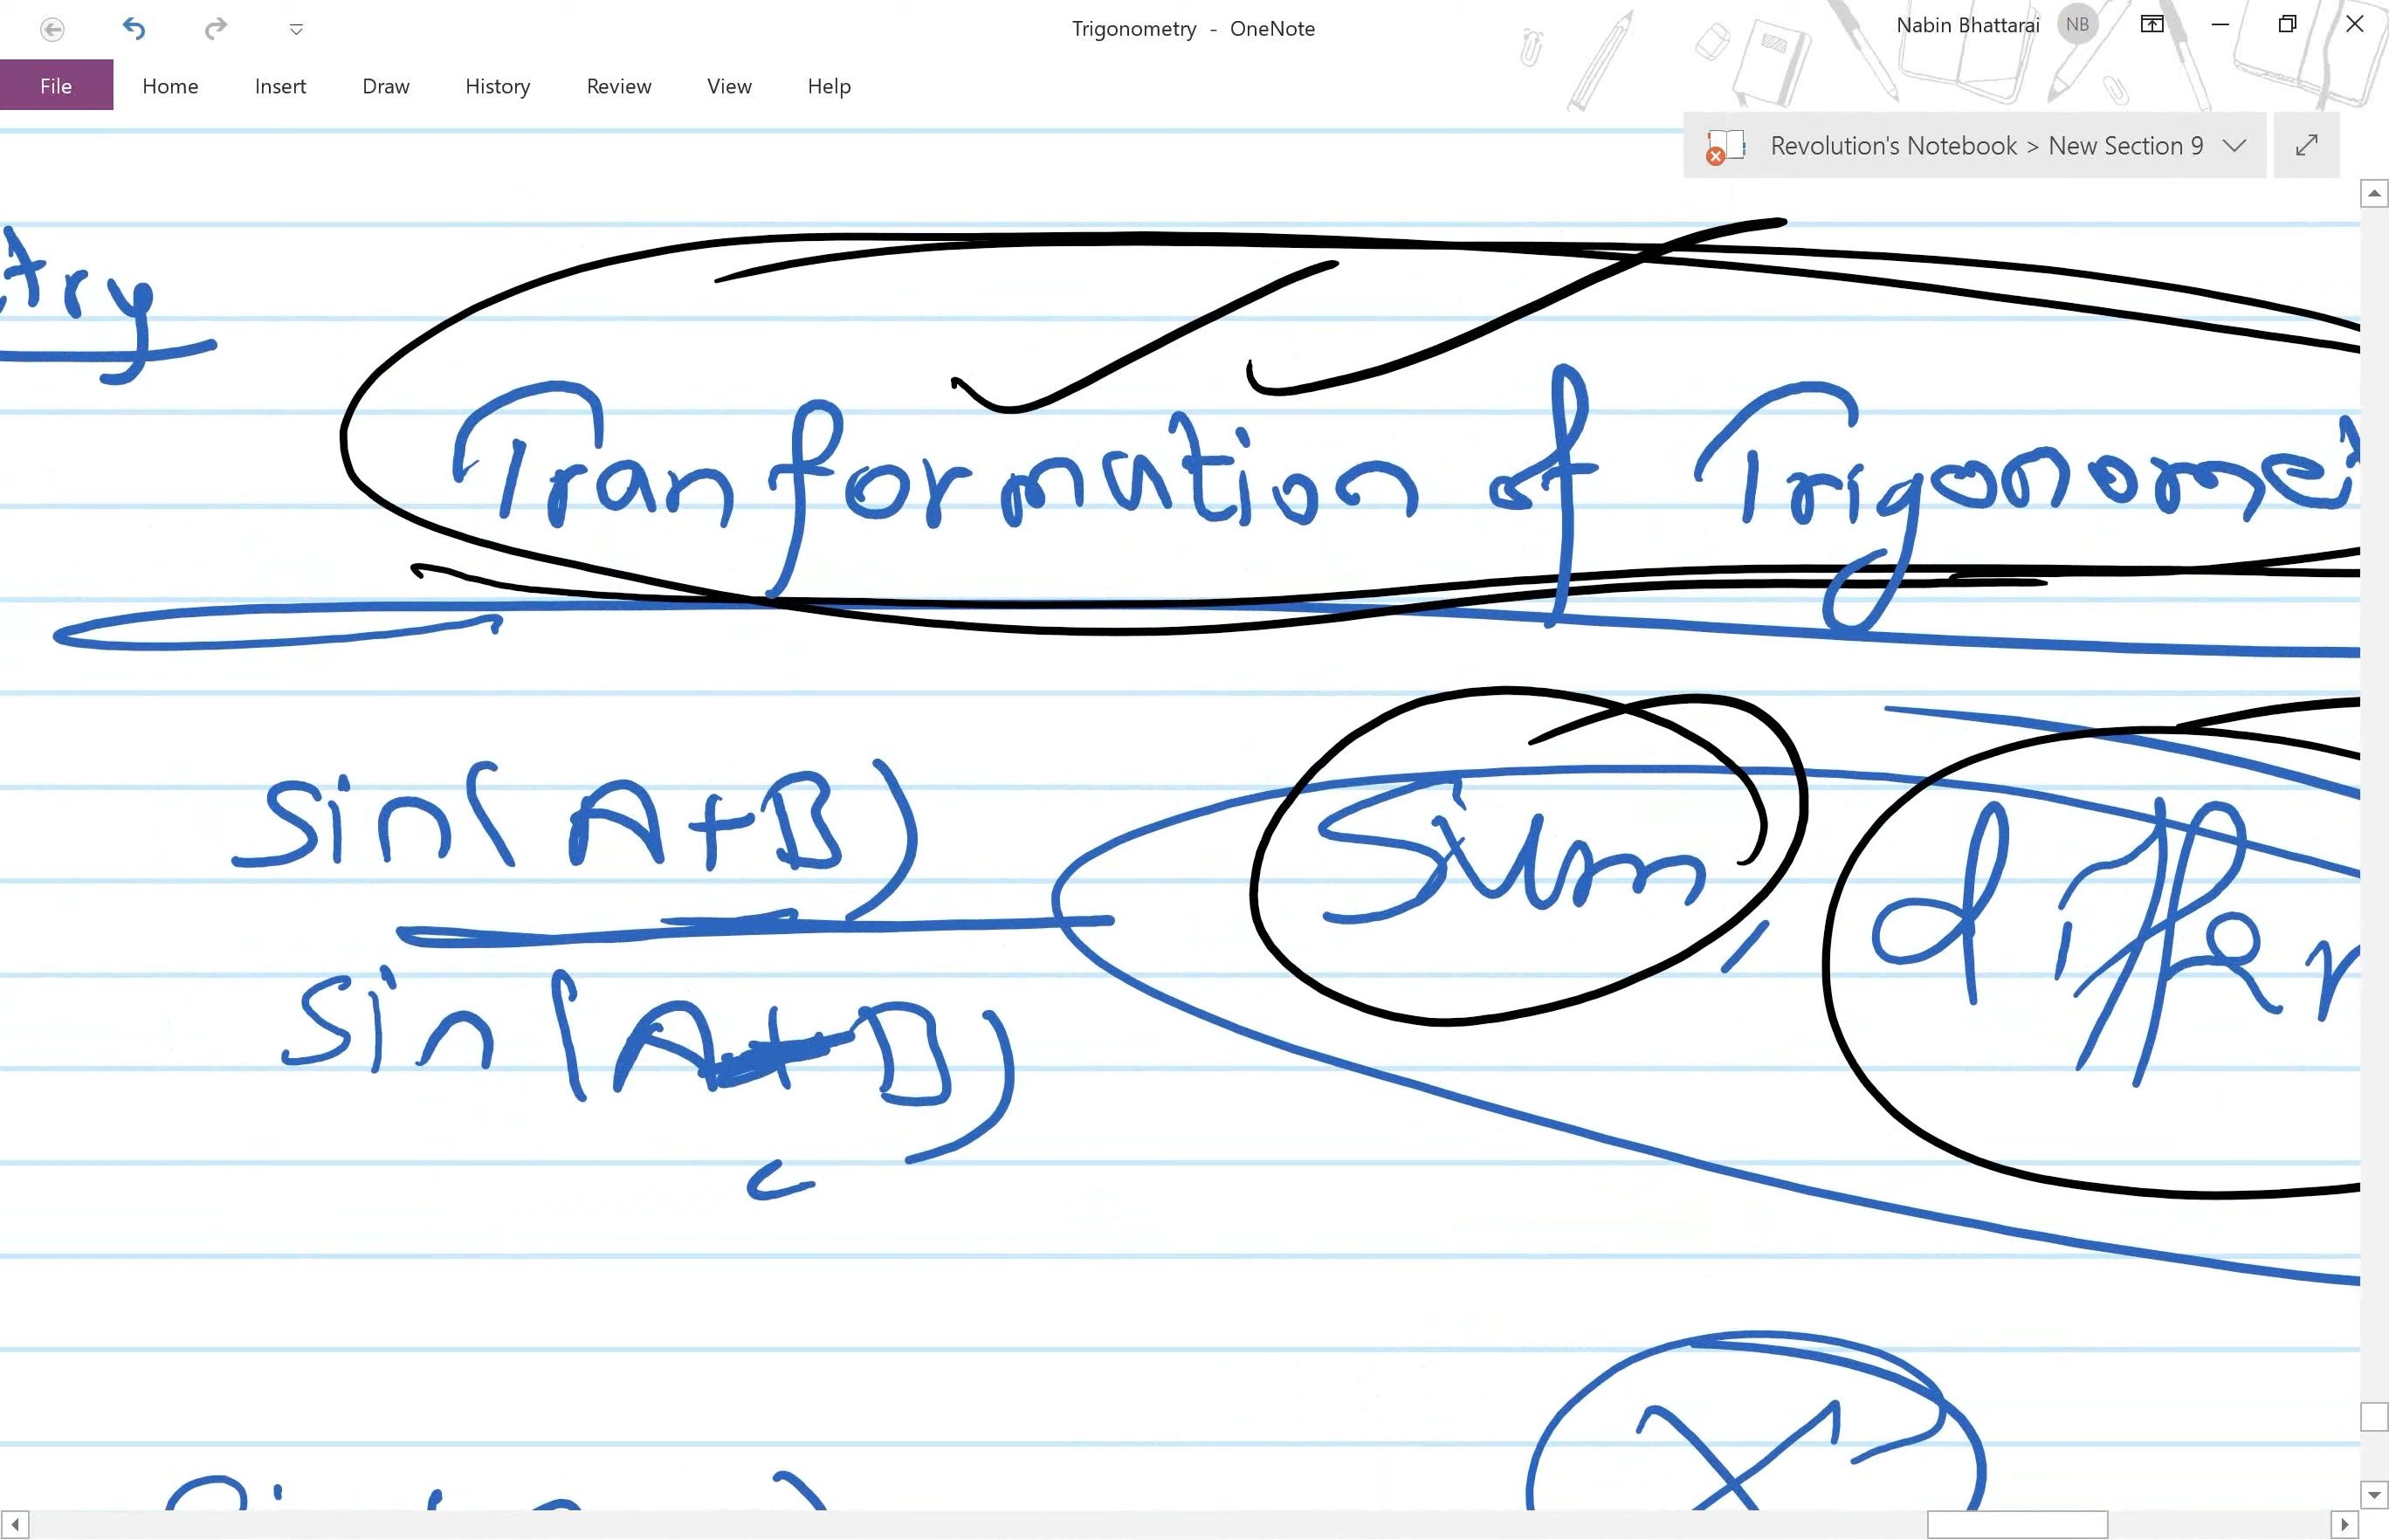 Trigonometry - OneNote
Nabin Bhattarai NB
File Home Insert Draw History Review View Help
Revolution's Notebook > New Section 9
try
Tranformation of Trigonomet
Sin(A+B)
Sum, differ
Sin(A-B)